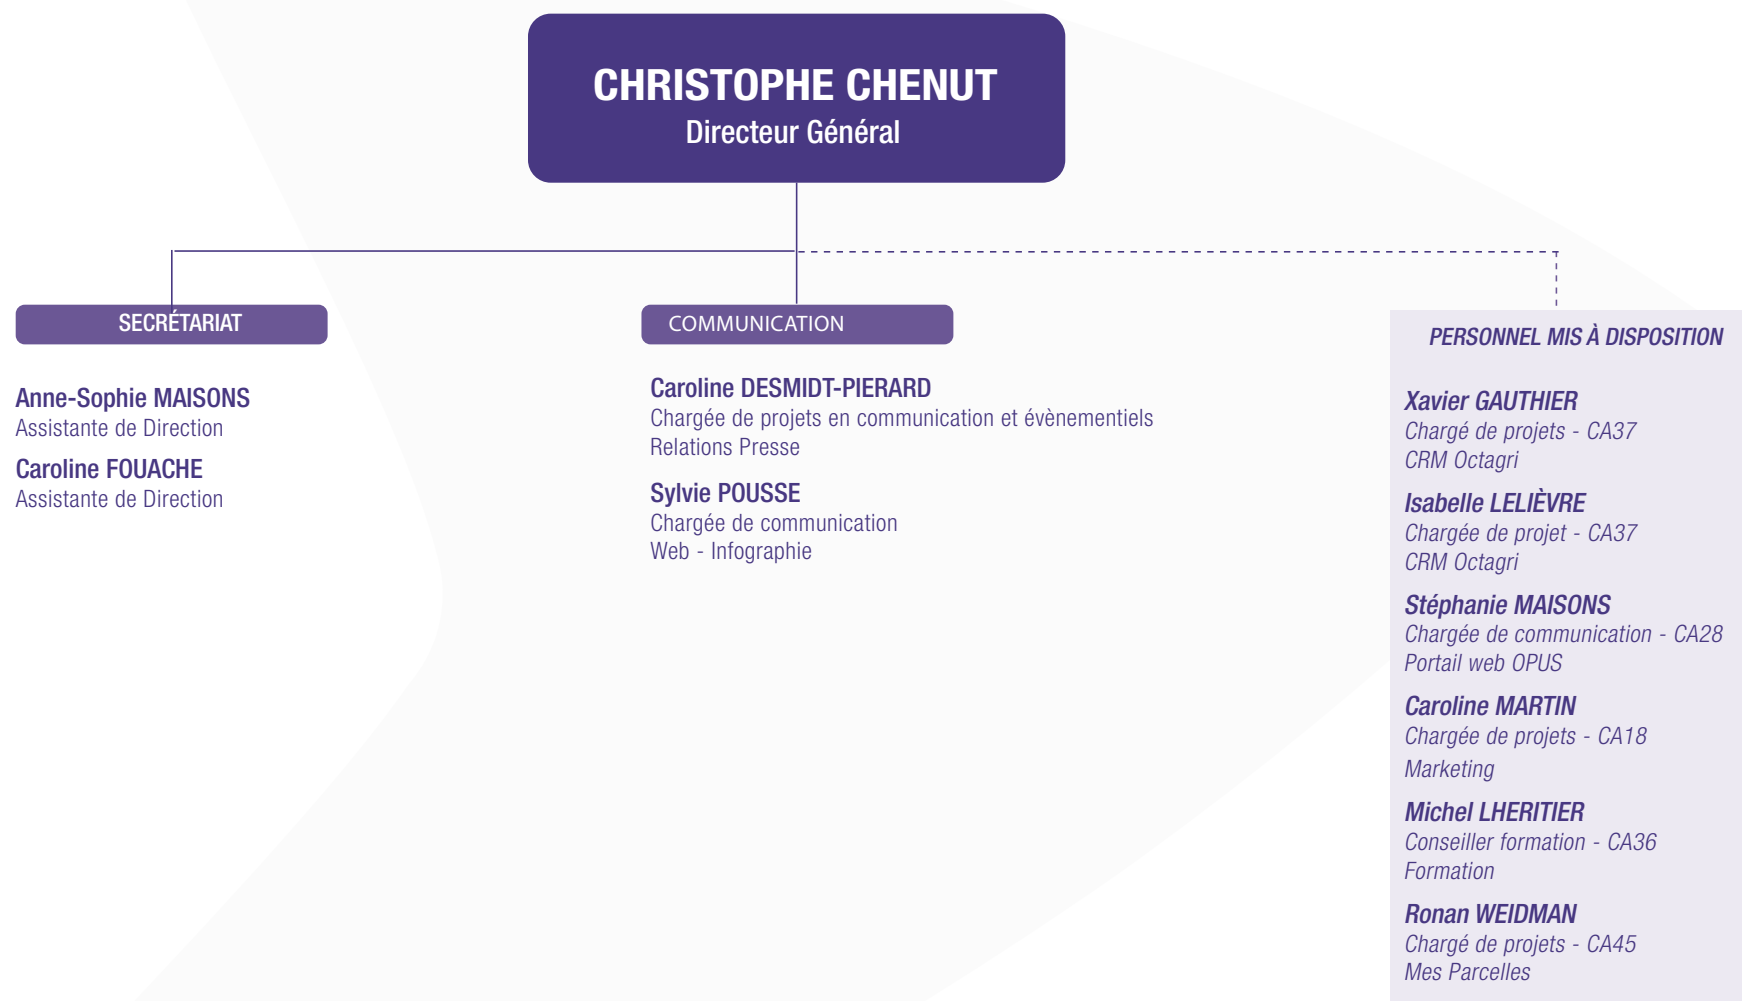 CHRISTOPHE CHENUT
Directeur Général
SECRÉTARIAT
Anne-Sophie MAISONS
Assistante de Direction
Caroline FOUACHE
Assistante de Direction
COMMUNICATION
Caroline DESMIDT-PIERARD
Chargée de projets en communication et évènementiels
Relations Presse
Sylvie POUSSE
Chargée de communication
Web - Infographie
PERSONNEL MIS À DISPOSITION
Xavier GAUTHIER
Chargé de projets - CA37
CRM Octagri
Isabelle LELIÈVRE
Chargée de projet - CA37
CRM Octagri
Stéphanie MAISONS
Chargée de communication - CA28
Portail web OPUS
Caroline MARTIN
Chargée de projets - CA18
Marketing
Michel LHERITIER
Conseiller formation - CA36
Formation
Ronan WEIDMAN
Chargé de projets - CA45
Mes Parcelles